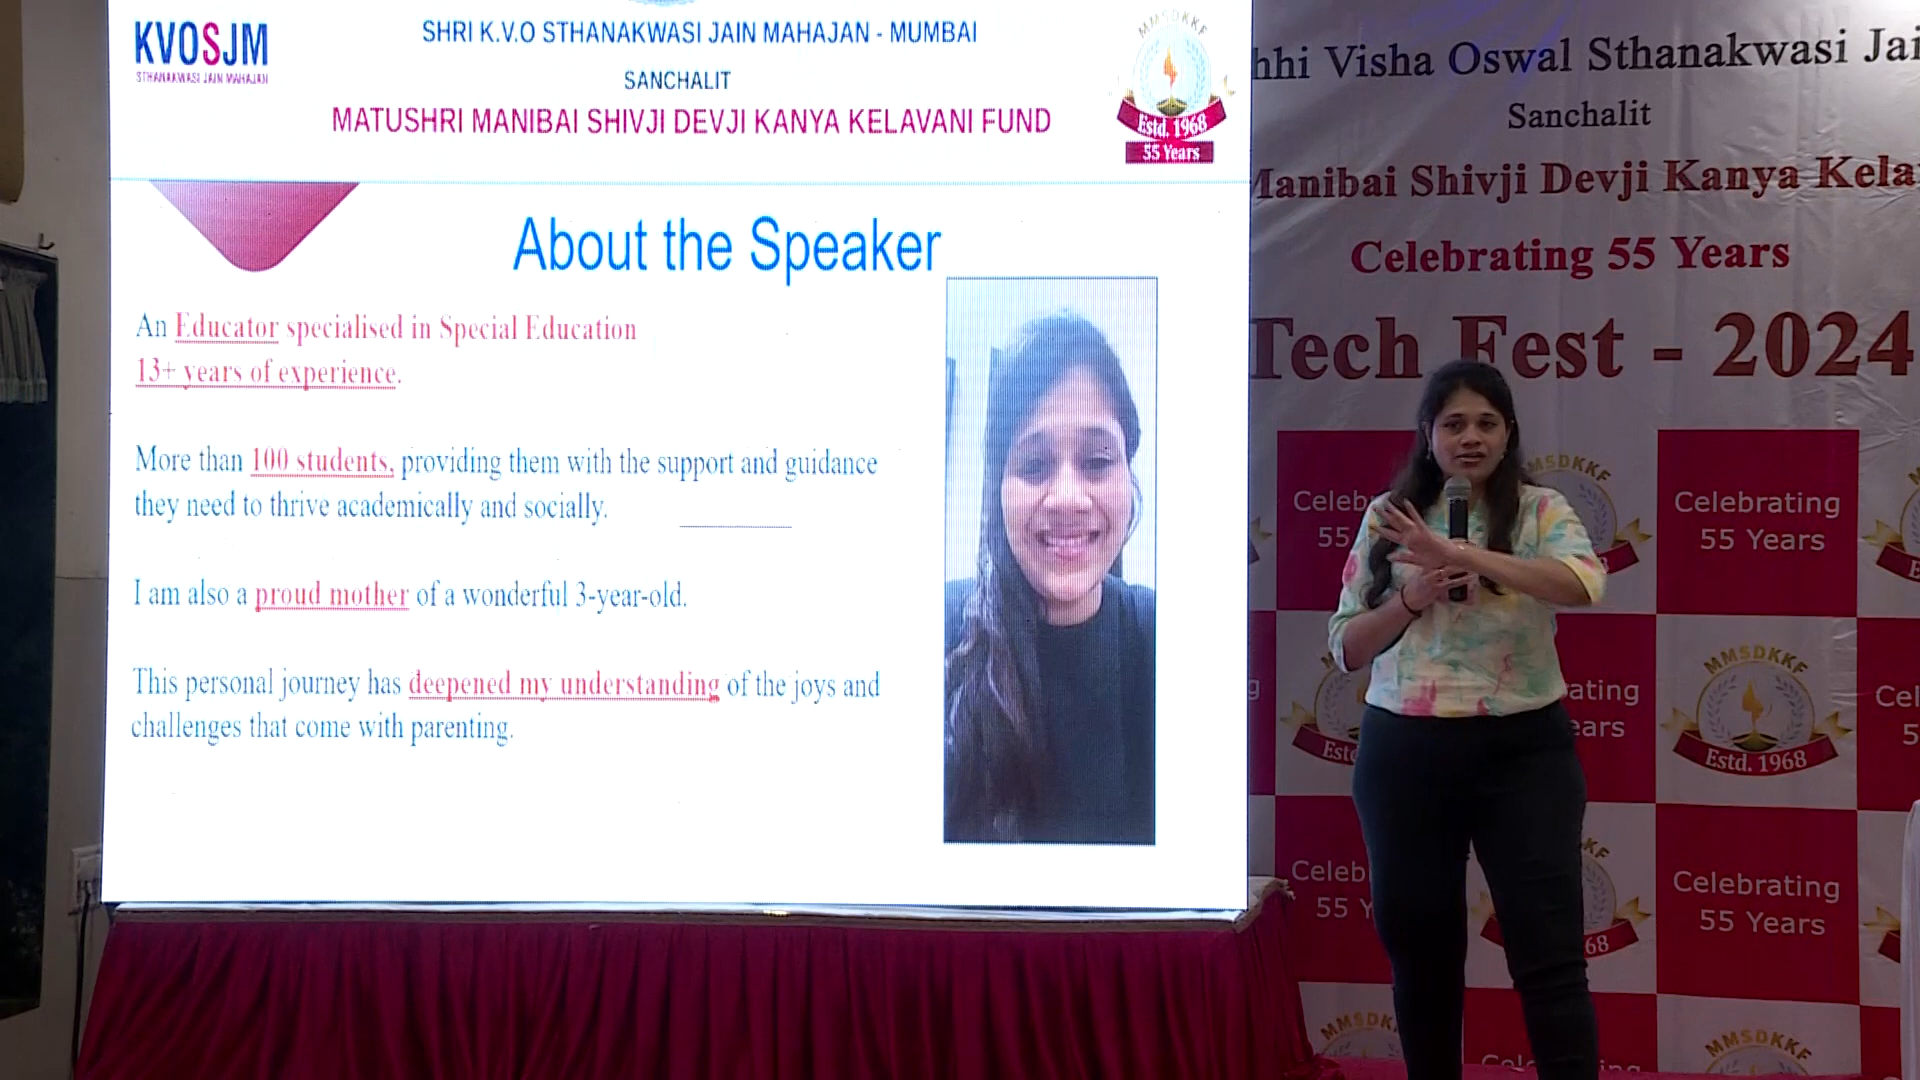 KVOSJM
STHANAKWASI JAIN MAHAJAN
SHRI K.V.O STHANAKWASI JAIN MAHAJAN - MUMBAI
SANCHALIT
MATUSHRI MANIBAI SHIVJI DEVJI KANYA KELAVANI FUND
MMSDKKF
Estd. 1968
55 Years
About the Speaker
An Educator specialised in Special Education
13+ years of experience.
More than 100 students, providing them with the support and guidance
they need to thrive academically and socially.
I am also a proud mother of a wonderful 3-year-old.
This personal journey has deepened my understanding of the joys and
challenges that come with parenting.
Visha Oswal Sthanakwasi
Sanchalit
Manibai Shivji Devji Kanya
Celebrating 55 Years
Tech Fest - 2024
55
MMSDKKF
Celebrating
55 Years
MMSDKKF
Estd. 1968
Celebrating
55 Years
55
68
MMSDKKF